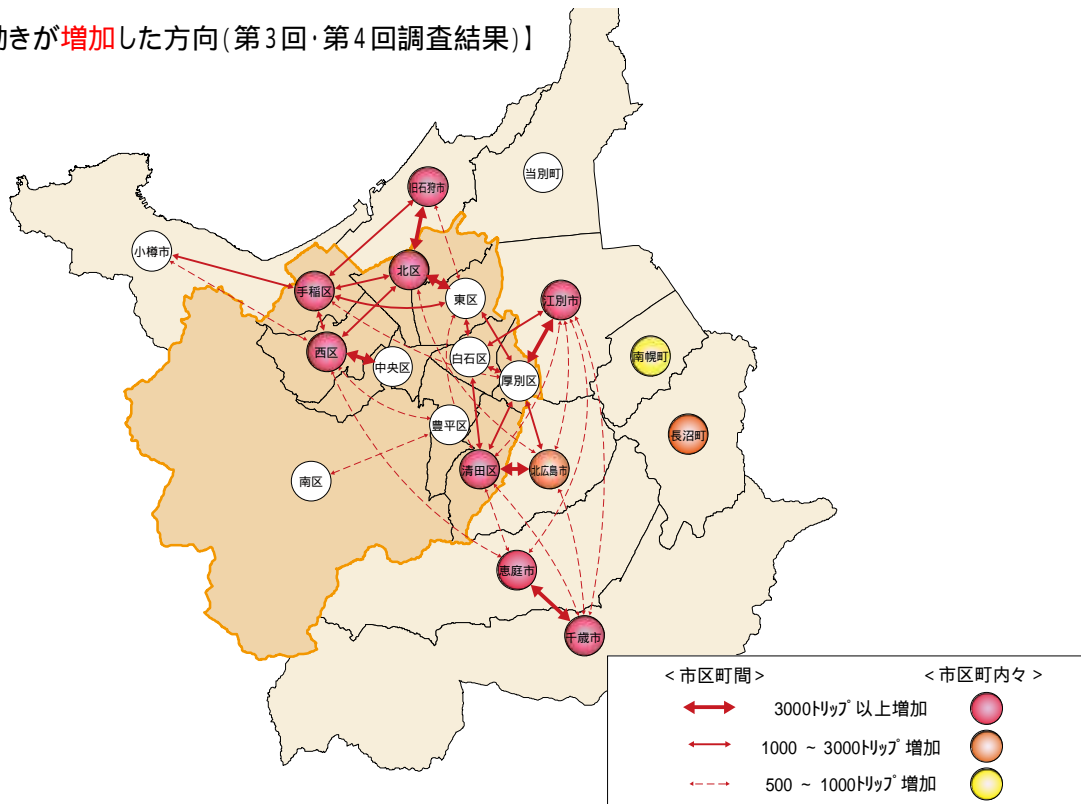 動きが増加した方向(第3回･第4回調査結果)】
当別町
旧石狩市
小樽市
北区
手稲区
東区
江別市
西区
中央区
白石区
南幌町
厚別区
豊平区
長沼町
南区
清田区
北広島市
恵庭市
千歳市
<市区町間> <市区町内々>
3000ﾄﾘｯﾌﾟ以上増加
1000 ~ 3000ﾄﾘｯﾌﾟ増加
500 ~ 1000ﾄﾘｯﾌﾟ増加